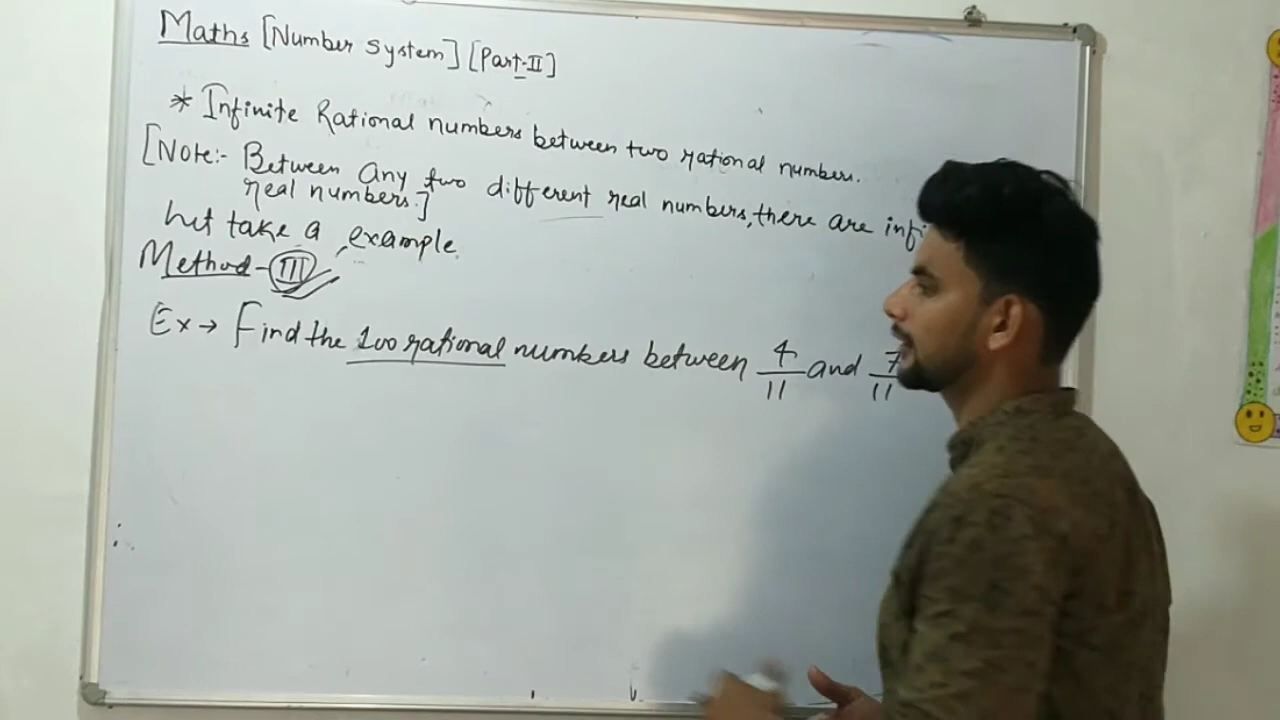 Maths [Number System] [Part-II]
* Infinite Rational numbers between two rational numbers.
[Note:- Between any two different real numbers, there are infi
real numbers.]
Let take a example.
Method-III
Ex→ Find the 100 rational numbers between 4/11 and 7/11